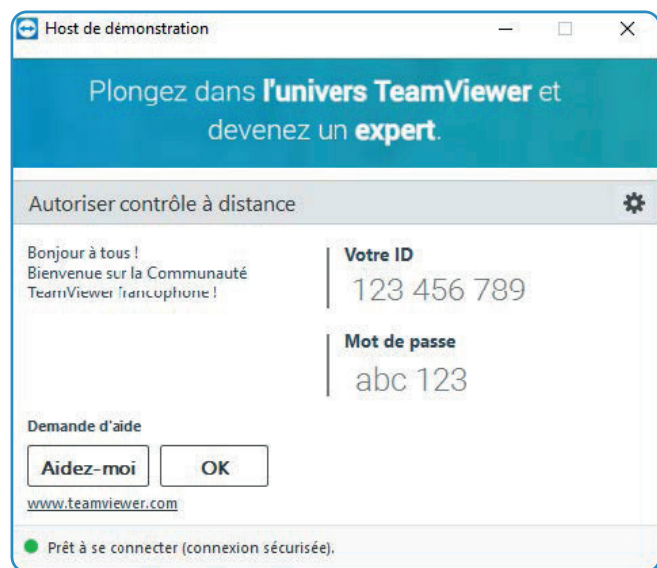 Host de démonstration
Plongez dans l'univers TeamViewer et
devenez un expert.
Autoriser contrôle à distance
Bonjour à tous !
Bienvenue sur la Communauté
TeamViewer francophone !
Votre ID
123 456 789
Mot de passe
abc 123
Demande d'aide
Aidez-moi OK
www.teamviewer.com
Prêt à se connecter (connexion sécurisée).